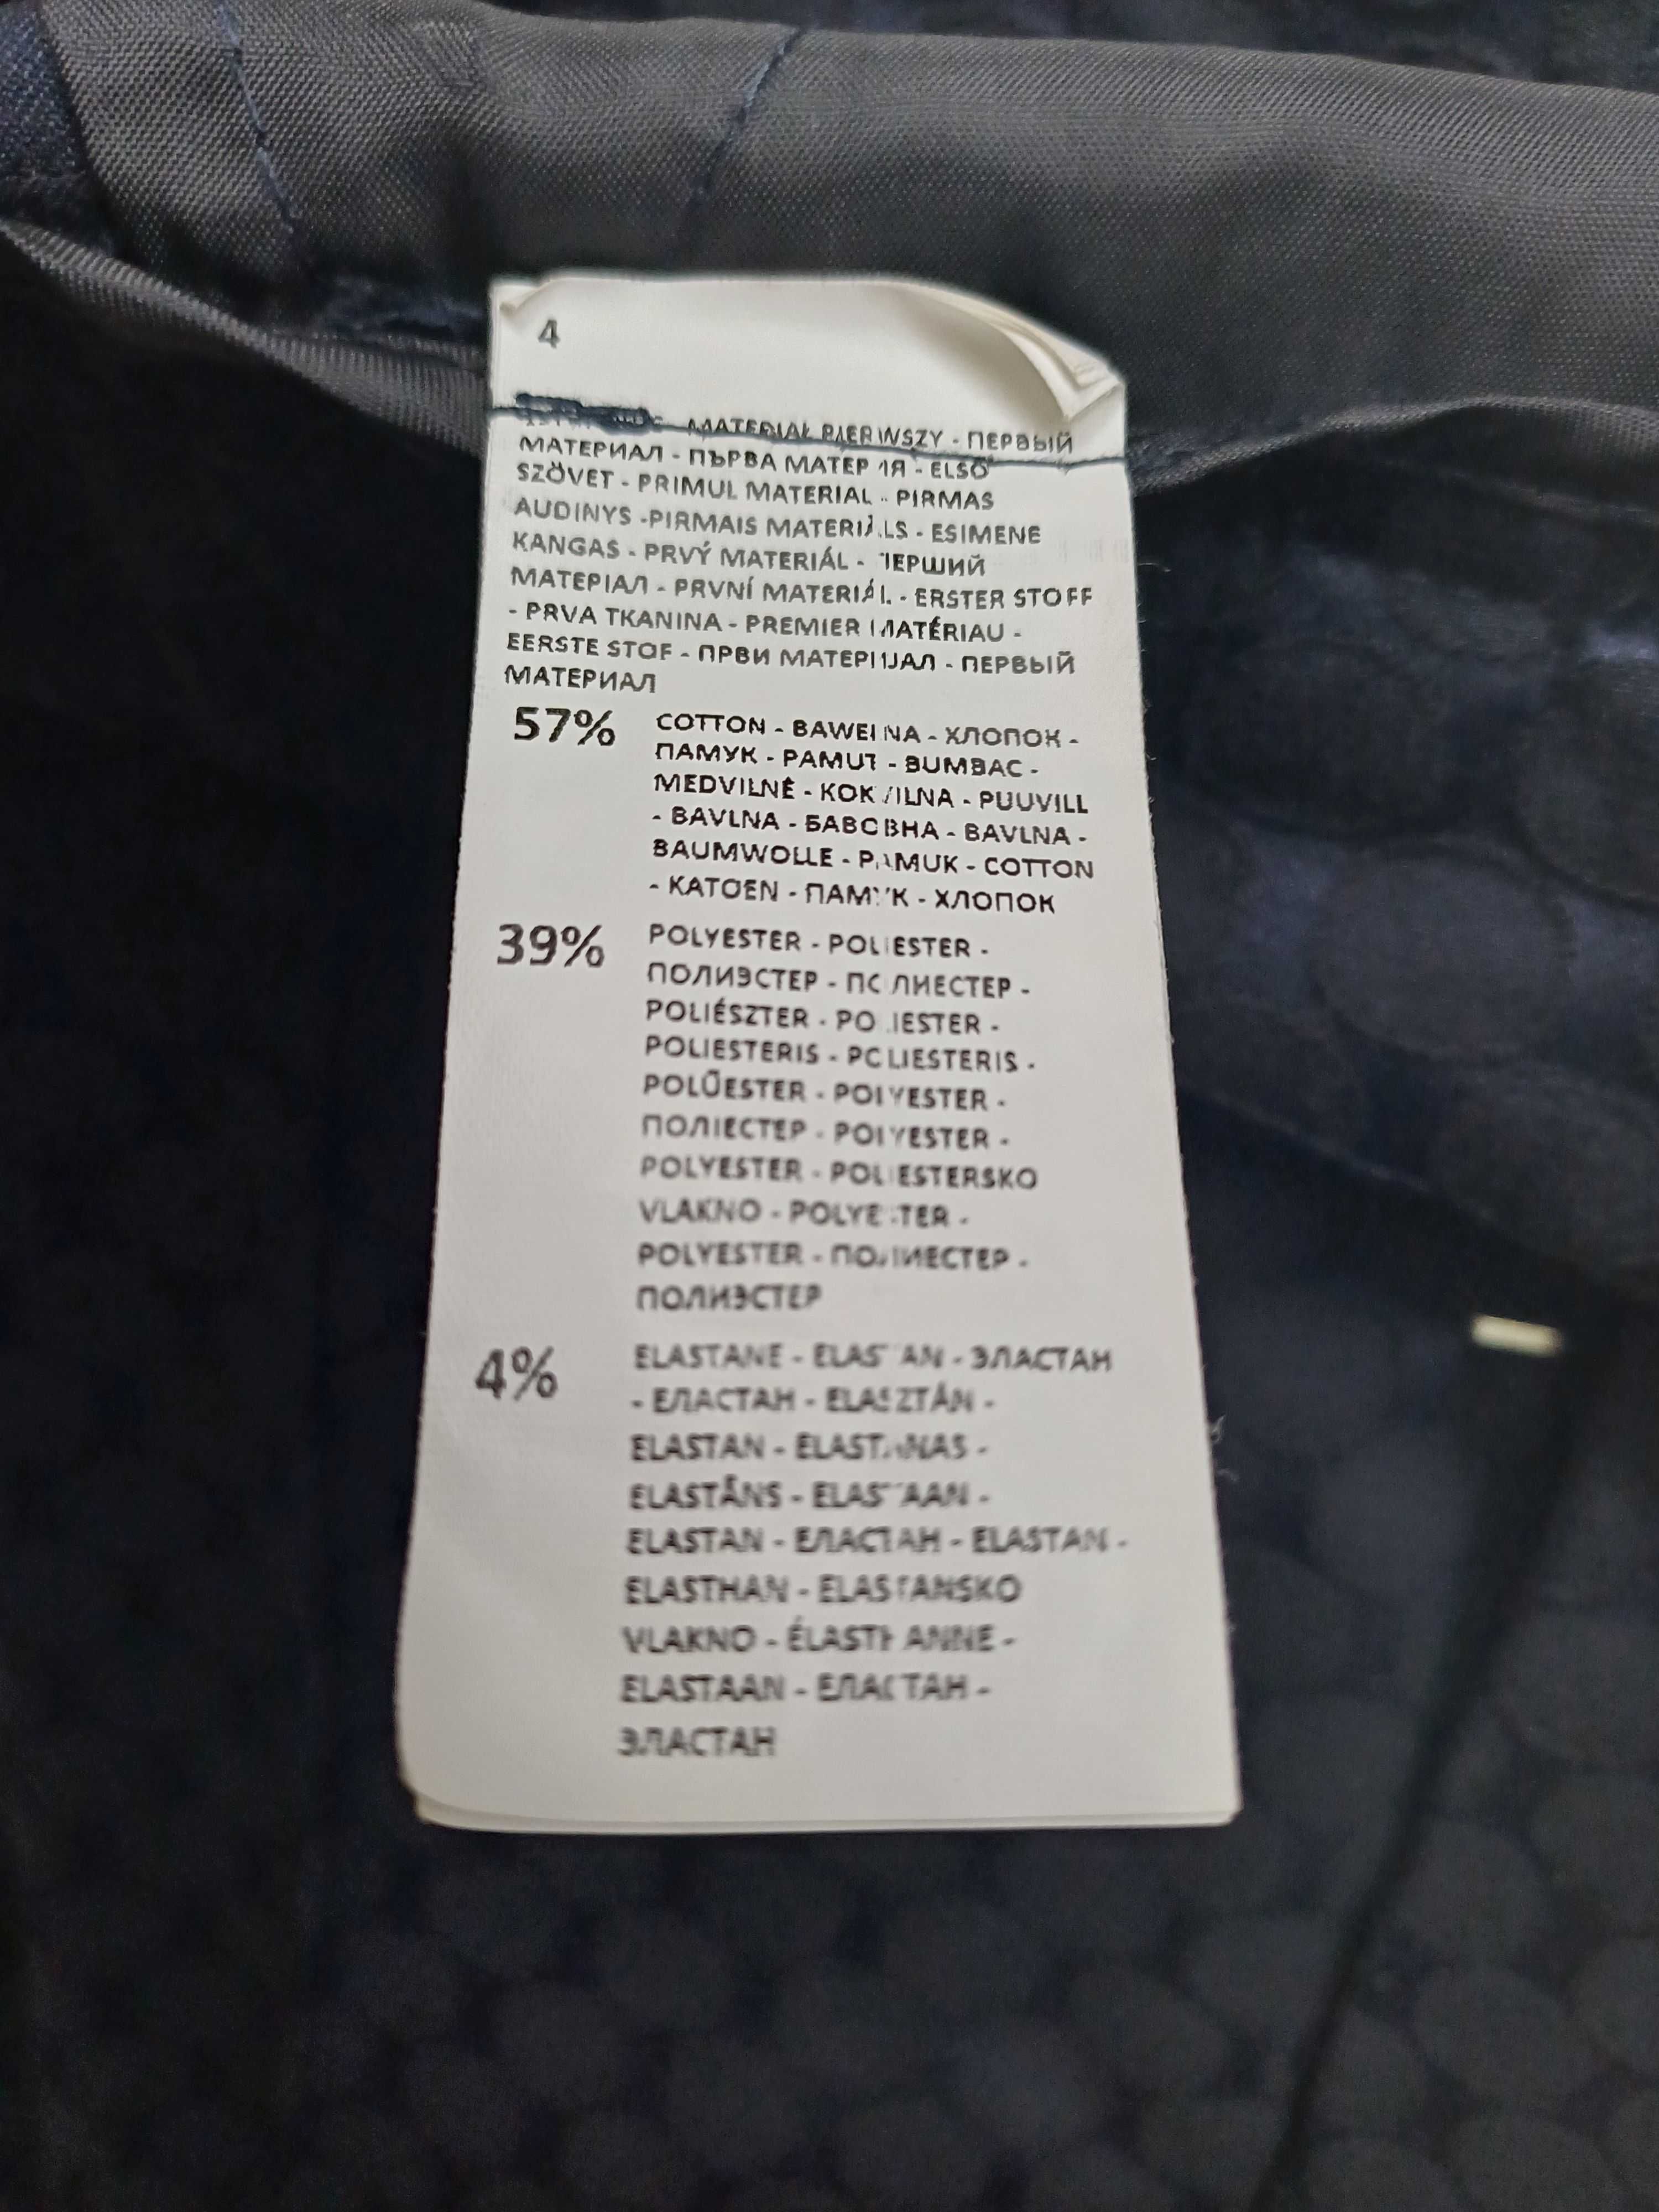 4
MATERIAŁ PIERWSZY - ПЕРВЫЙ
МАТЕРИАЛ - ПЪРВА МАТЕРИЯ - ELSŐ
SZÖVET - PRIMUL MATERIAL - PIRMAS
AUDINYS -PIRMAIS MATERIĀLS - ESIMENE
KANGAS - PRVÝ MATERIÁL - ПЕРШИЙ
МАТЕРІАЛ - PRVNÍ MATERIÁL - ERSTER STOFF
- PRVA TKANINA - PREMIER MATÉRIAU -
EERSTE STOF - ПРВИ МАТЕРИЈАЛ - ПЕРВЫЙ
МАТЕРИАЛ
57% COTTON - BAWEŁNA - ХЛОПОК -
ПАМУК - PAMUT - BUMBAC -
MEDVILNĖ - KOKVILNA - PUUVILL
- BAVLNA - БАВОВНА - BAVLNA -
BAUMWOLLE - PAMUK - COTTON
- KATOEN - ПАМУК - ХЛОПОК
39% POLYESTER - POLIESTER -
ПОЛИЭСТЕР - ПОЛИЕСТЕР -
POLIÉSZTER - POLIESTER -
POLIESTERIS - POLIESTERIS -
POLÜESTER - POLYESTER -
ПОЛІЕСТЕР - POLYESTER -
POLYESTER - POLIESTERSKO
VLAKNO - POLYESTER -
POLYESTER - ПОЛИЕСТЕР -
ПОЛИЭСТЕР
4% ELASTANE - ELASTAN - ЭЛАСТАН
- ЕЛАСТАН - ELASZTÁN -
ELASTAN - ELASTANAS -
ELASTĀNS - ELASTAAN -
ELASTAN - ЕЛАСТАН - ELASTAN -
ELASTHAN - ELASTANSKO
VLAKNO - ÉLASTHANNE -
ELASTAAN - ЕЛАСТАН -
ЭЛАСТАН